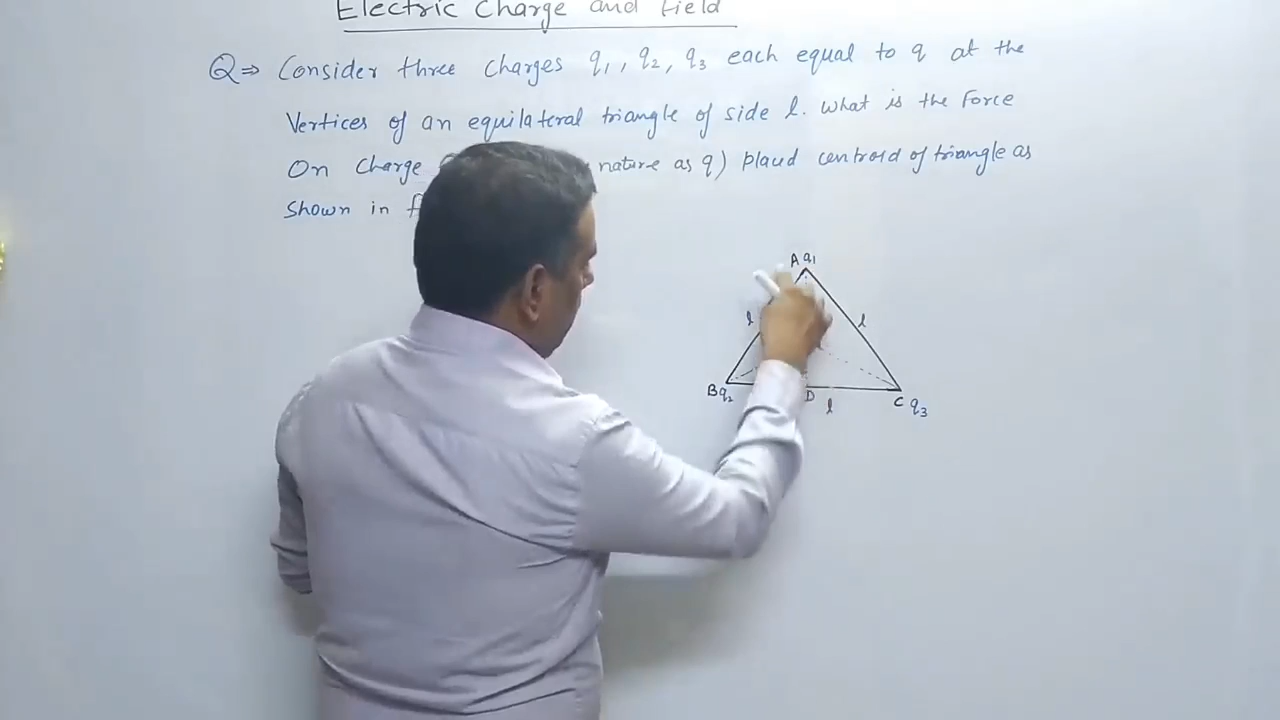 Electric Charge and Field
Q⇒ Consider three charges q1, q2, q3 each equal to q at the
Vertices of an equilateral triangle of side l. what is the Force
On Charge nature as q) placed centroid of triangle as
Shown in
A q1
l
l
B q2
D
l
C q3